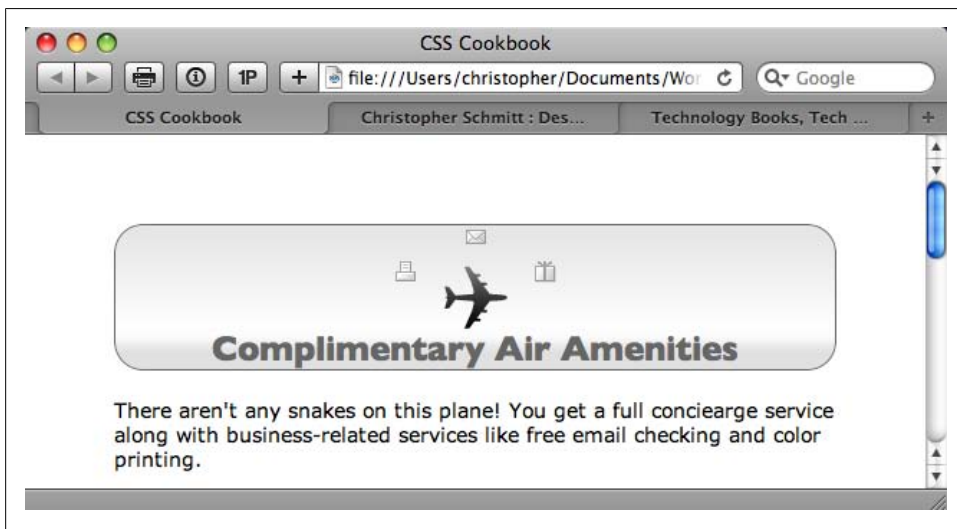 CSS Cookbook
1P + file:///Users/christopher/Documents/Wor Google
CSS Cookbook Christopher Schmitt : Des... Technology Books, Tech ... +
Complimentary Air Amenities
There aren't any snakes on this plane! You get a full conciearge service
along with business-related services like free email checking and color
printing.